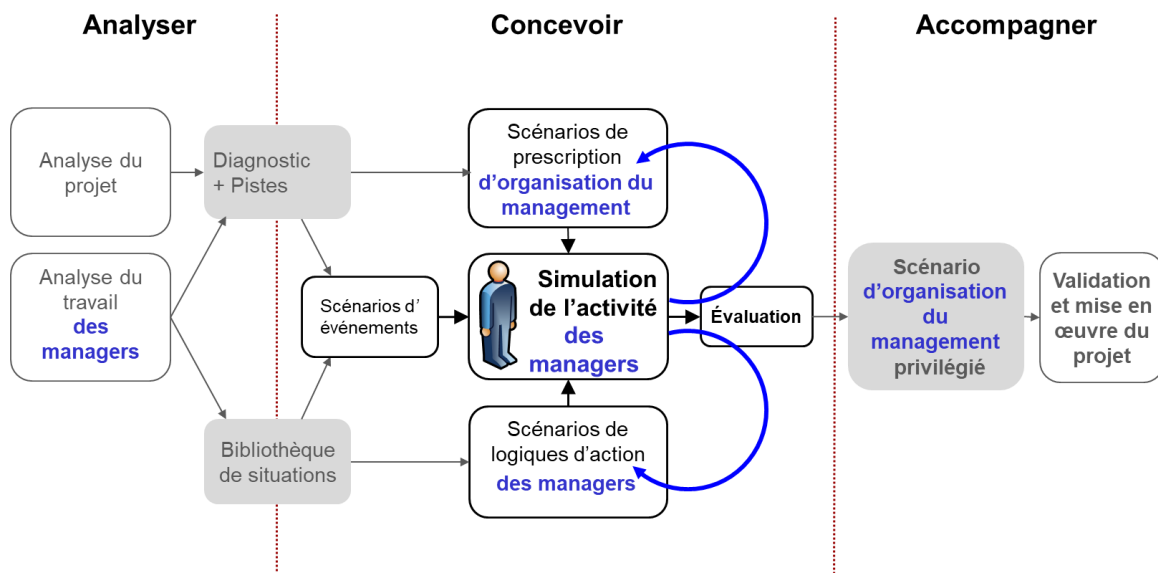 Analyser
Concevoir
Accompagner
Analyse du
projet
Analyse du
travail
des
managers
Diagnostic
+ Pistes
Bibliothèque
de situations
Scénarios d’
événements
Scénarios de
prescription
d’organisation du
management
Simulation
de l’activité
des
managers
Scénarios de
logiques d’action
des managers
Évaluation
Scénario
d’organisation
du
management
privilégié
Validation
et mise en
œuvre du
projet